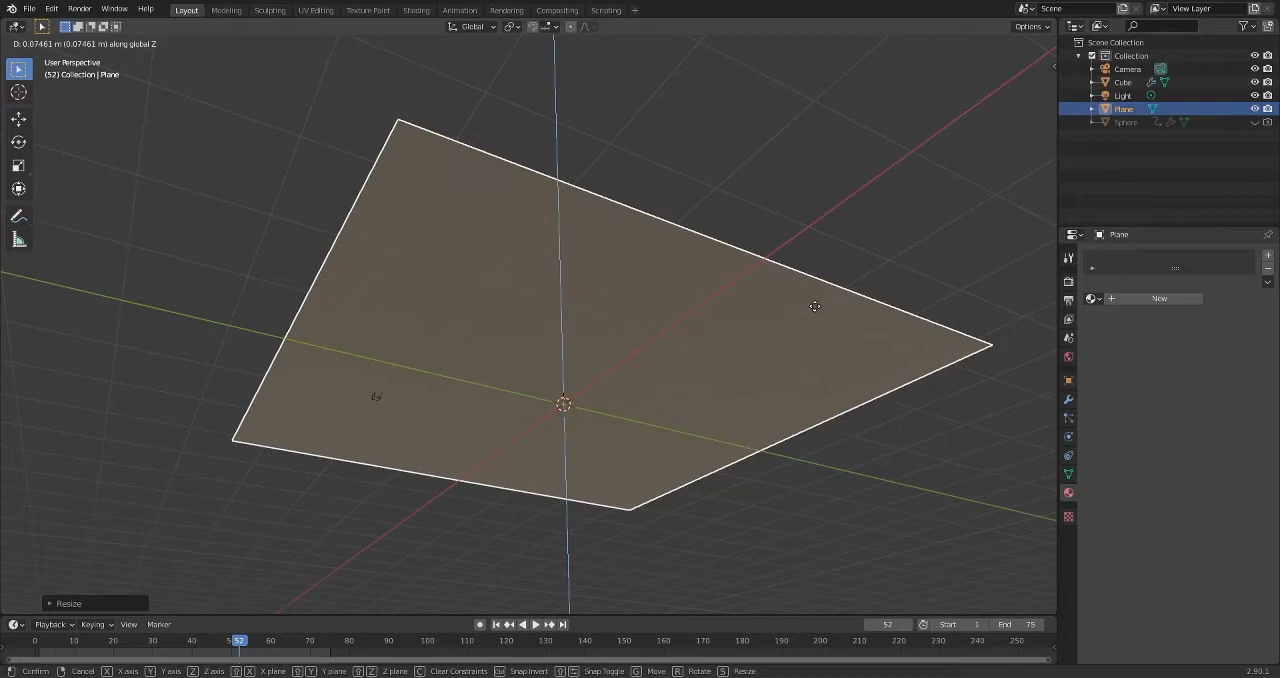 File Edit Render Window Help Layout Modeling Sculpting UV Editing Texture Paint Shading Animation Rendering Compositing Scripting + Scene View Layer
Global Options
D: 0.07461 m (0.07461 m) along global Z
User Perspective
(52) Collection | Plane
Scene Collection
Collection
Camera
Cube
Light
Plane
Sphere
Plane
New
Resize
Playback Keying View Marker 52 Start 1 End 75
0 10 20 30 40 52 60 70 80 90 100 110 120 130 140 150 160 170 180 190 200 210 220 230 240 250
Confirm Cancel X X axis Y Y axis Z Z axis X X plane Y Y plane Z Z plane C Clear Constraints Snap Invert Snap Toggle G Move R Rotate S Resize 2.90.1